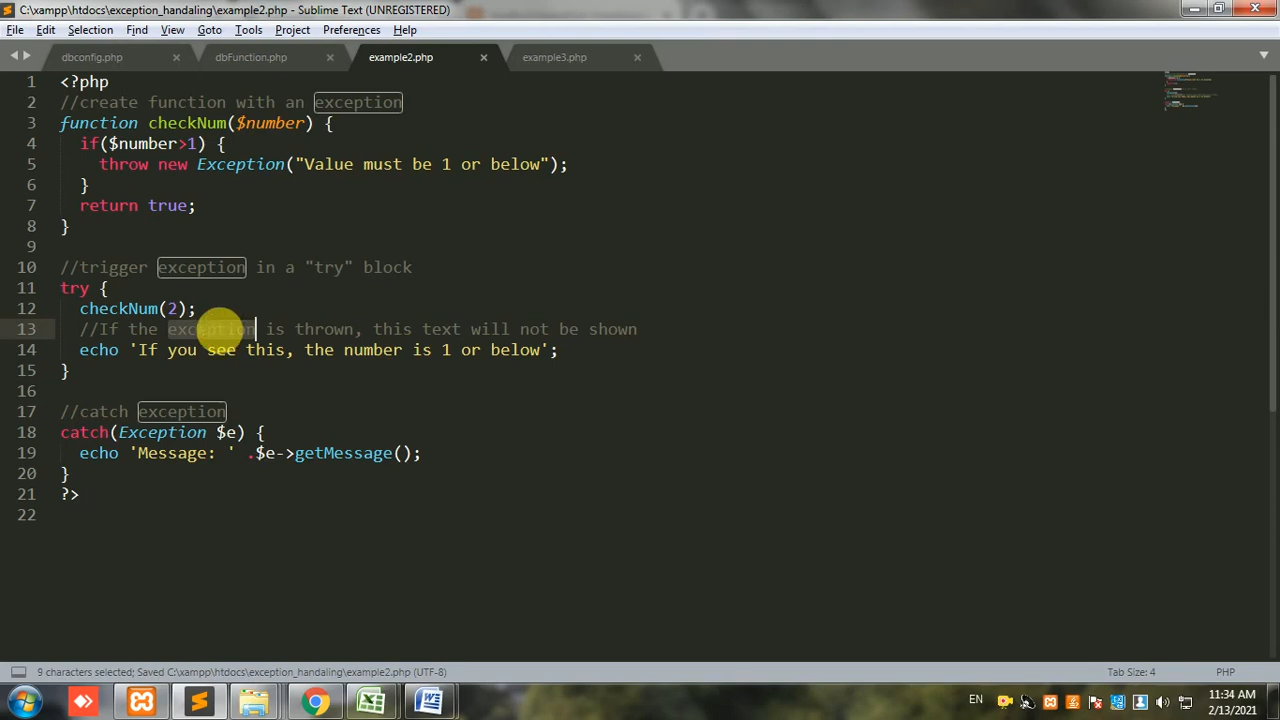 C:\xampp\htdocs\exception_handaling\example2.php - Sublime Text (UNREGISTERED)
File Edit Selection Find View Goto Tools Project Preferences Help
dbconfig.php dbFunction.php example2.php example3.php
1 <?php
2 //create function with an exception
3 function checkNum($number) {
4 if($number>1) {
5 throw new Exception("Value must be 1 or below");
6 }
7 return true;
8 }
9
10 //trigger exception in a "try" block
11 try {
12 checkNum(2);
13 //If the exception is thrown, this text will not be shown
14 echo 'If you see this, the number is 1 or below';
15 }
16
17 //catch exception
18 catch(Exception $e) {
19 echo 'Message: ' .$e->getMessage();
20 }
21 ?>
22
9 characters selected; Saved C:\xampp\htdocs\exception_handaling\example2.php (UTF-8) Tab Size: 4 PHP
EN 11:34 AM
2/13/2021